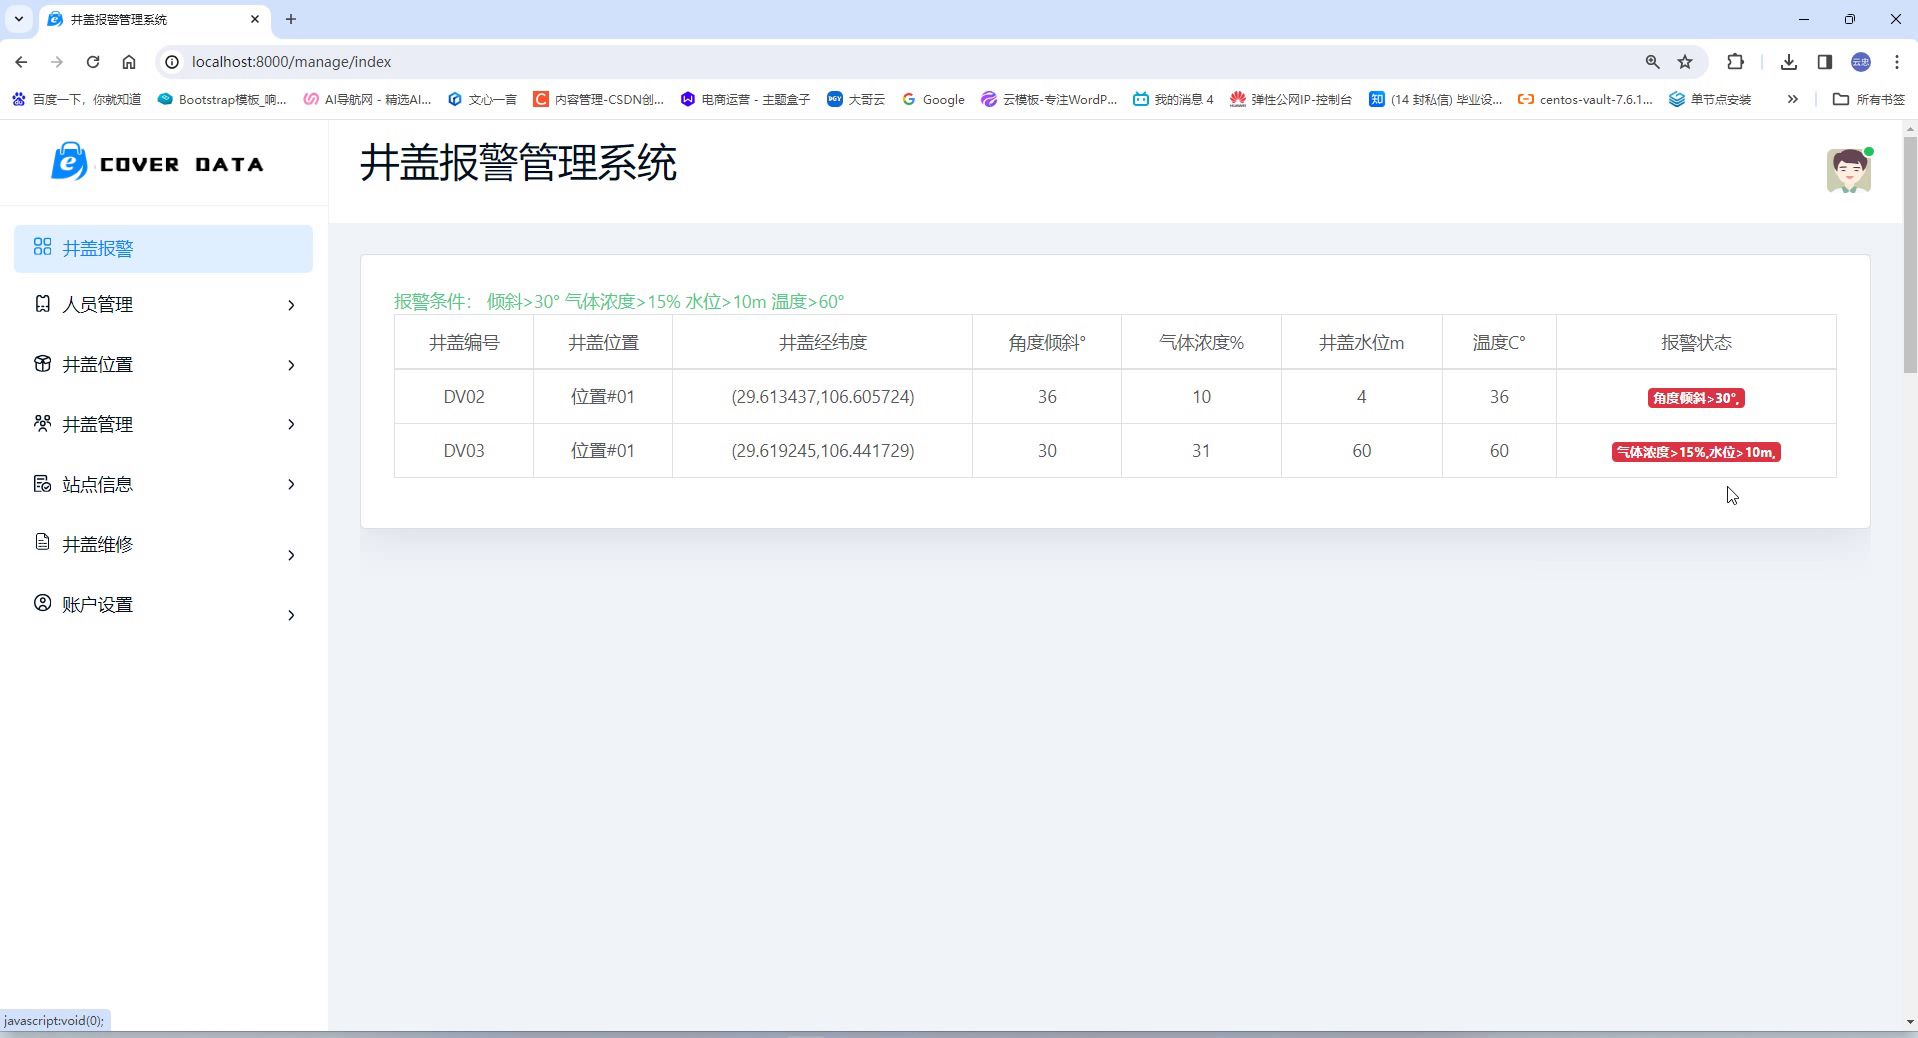 井盖报警管理系统
localhost:8000/manage/index
百度一下，你就知道 Bootstrap模板_响... AI导航网 - 精选AI... 文心一言 内容管理-CSDN创... 电商运营 - 主题盒子 大哥云 Google 云模板-专注WordP... 我的消息 4 弹性公网IP-控制台 (14 封私信) 毕业设... centos-vault-7.6.1... 单节点安装 » 所有书签
COVER DATA
井盖报警管理系统
井盖报警
人员管理
井盖位置
井盖管理
站点信息
井盖维修
账户设置
报警条件： 倾斜>30° 气体浓度>15% 水位>10m 温度>60°
井盖编号 井盖位置 井盖经纬度 角度倾斜° 气体浓度% 井盖水位m 温度C° 报警状态
DV02 位置#01 (29.613437,106.605724) 36 10 4 36 角度倾斜>30°,
DV03 位置#01 (29.619245,106.441729) 30 31 60 60 气体浓度>15%,水位>10m,
javascript:void(0);